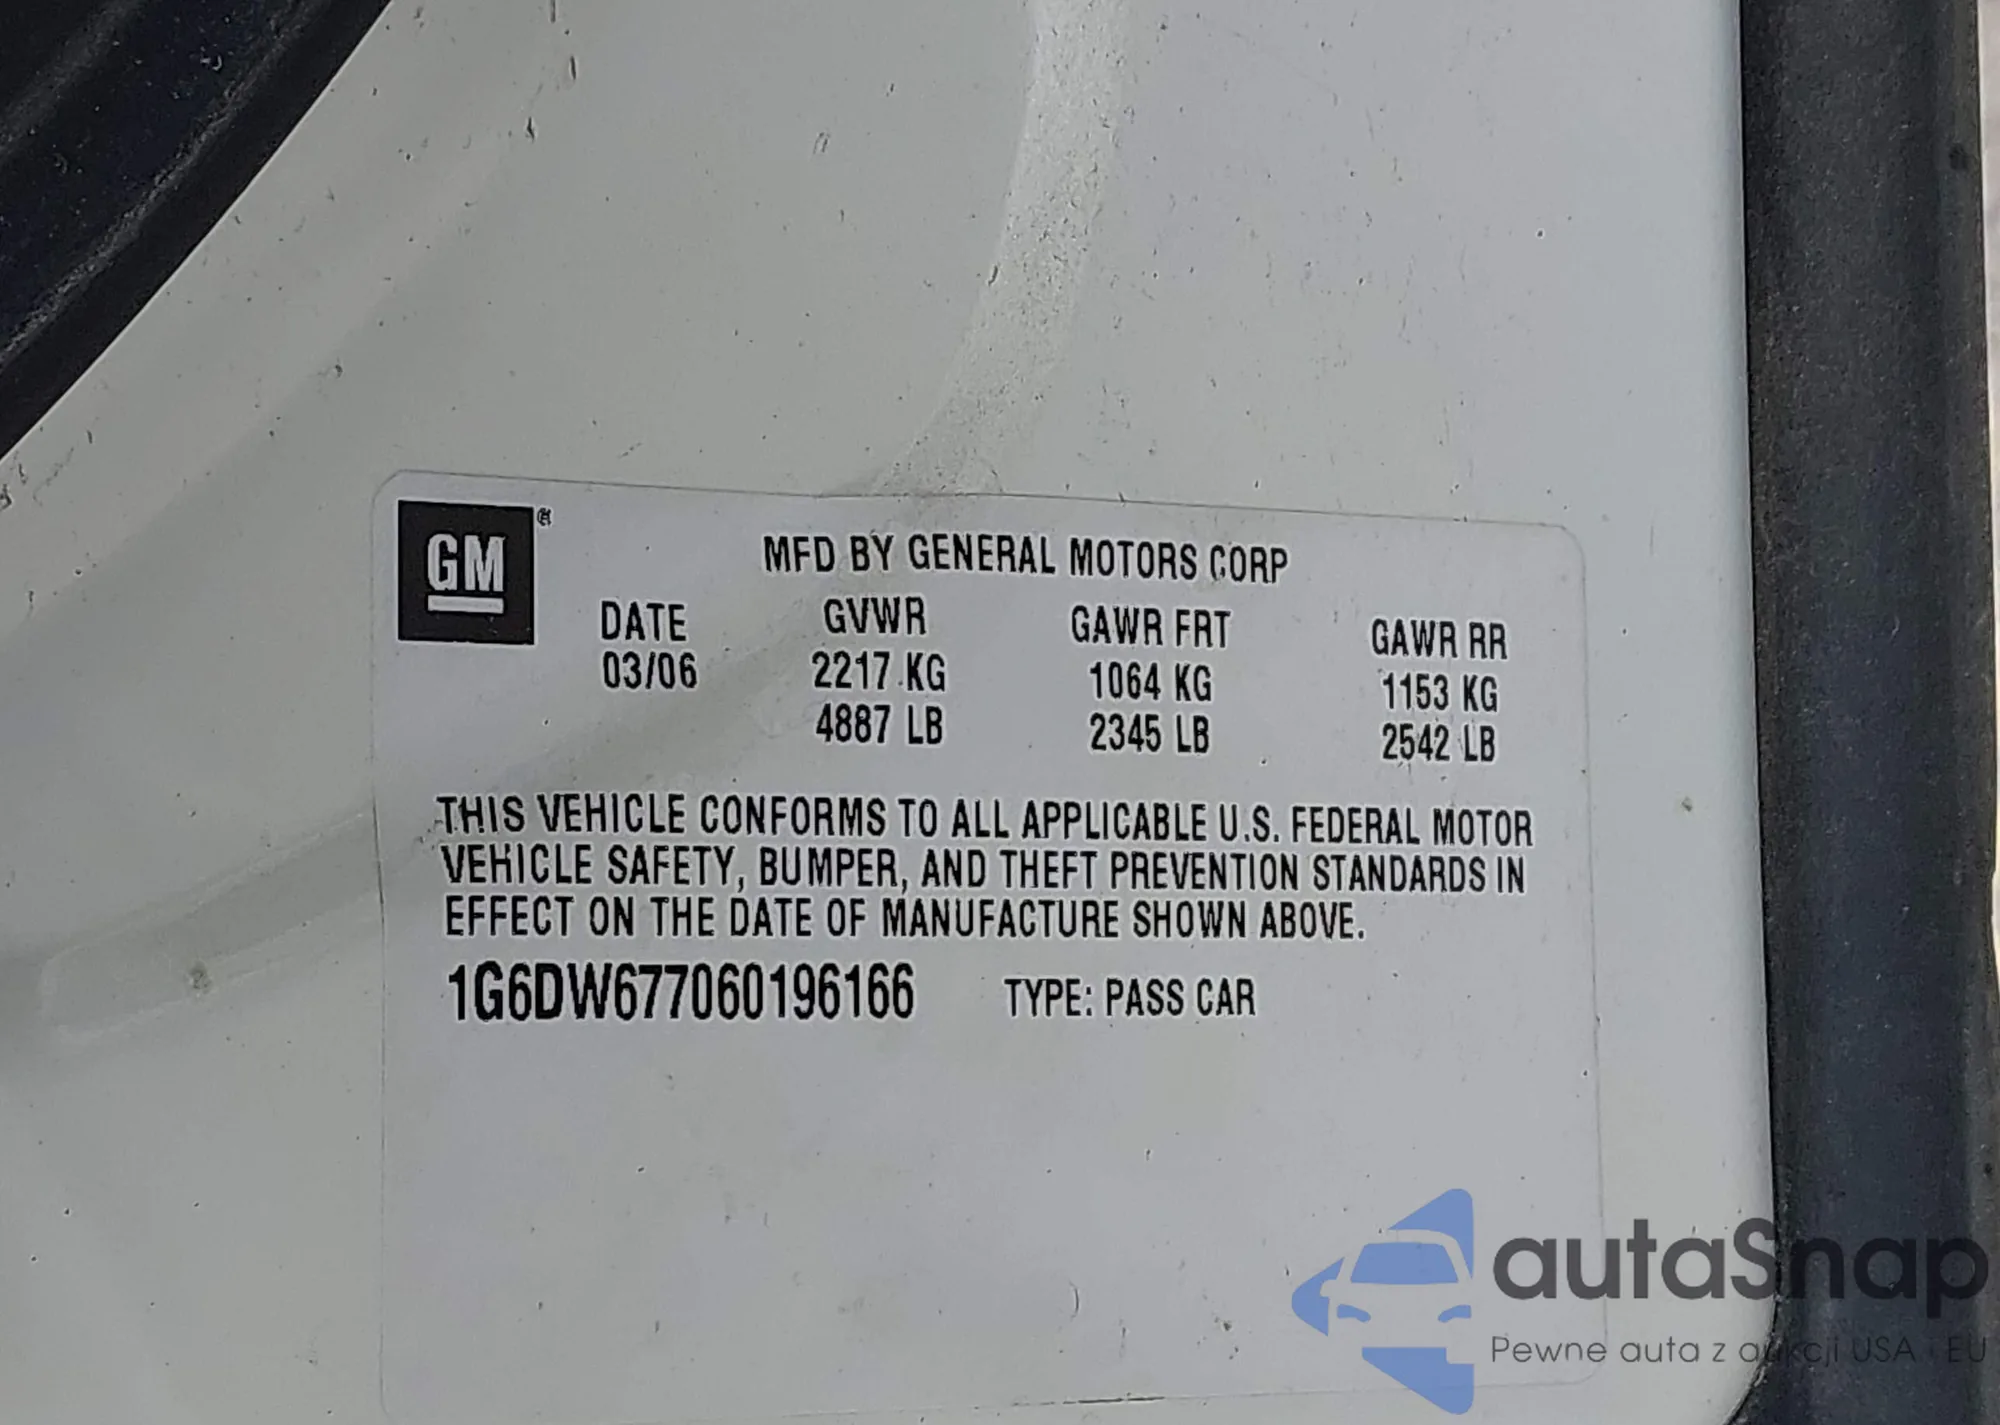 GM®
MFD BY GENERAL MOTORS CORP
DATE GVWR GAWR FRT GAWR RR
03/06 2217 KG 1064 KG 1153 KG
4887 LB 2345 LB 2542 LB
THIS VEHICLE CONFORMS TO ALL APPLICABLE U.S. FEDERAL MOTOR
VEHICLE SAFETY, BUMPER, AND THEFT PREVENTION STANDARDS IN
EFFECT ON THE DATE OF MANUFACTURE SHOWN ABOVE.
1G6DW677060196166 TYPE: PASS CAR
autaSnap
Pewne auta z aukcji USA i EU